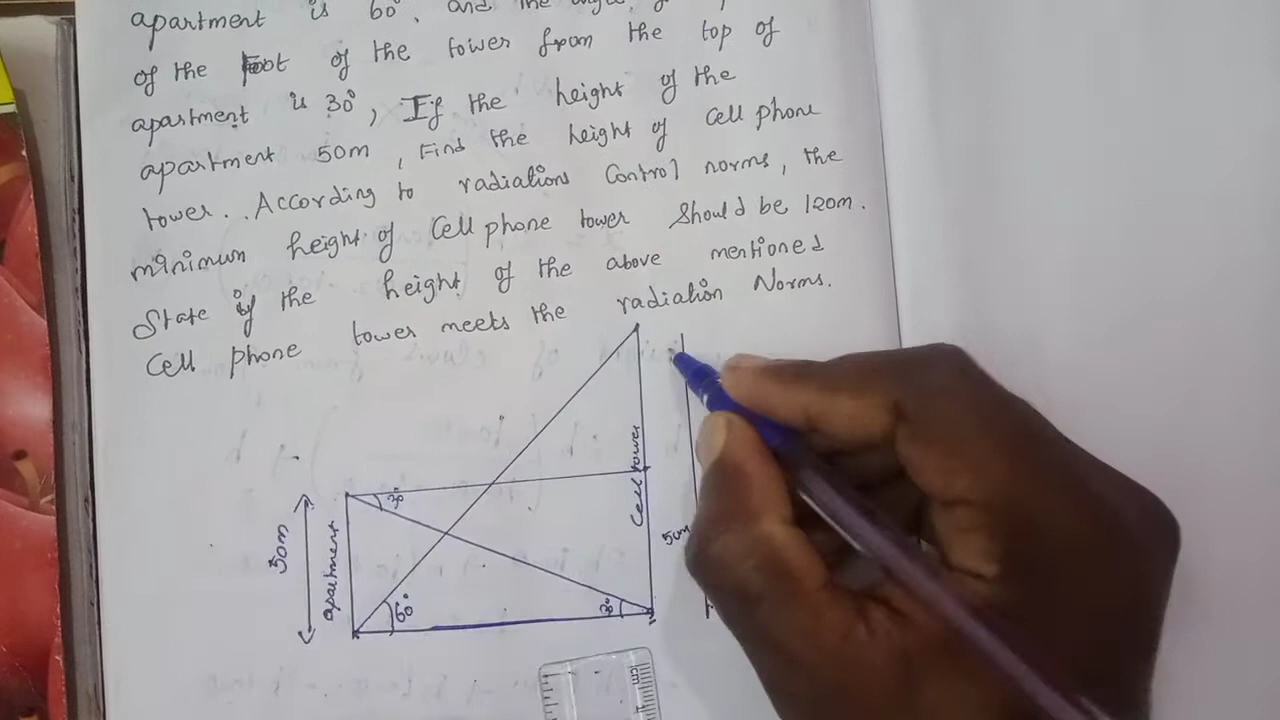 apartment is 60°. and the angle
of the foot of the tower from the top of
apartment is 30°, If the height of the
apartment 50m, Find the height of cell phone
tower. According to radiations Control norms, the
minimum height of Cell phone tower should be 120m.
State if the height of the above mentioned
Cell phone tower meets the radiation Norms.
50m
apartment
30°
60°
30°
Cell tower
50m
cm